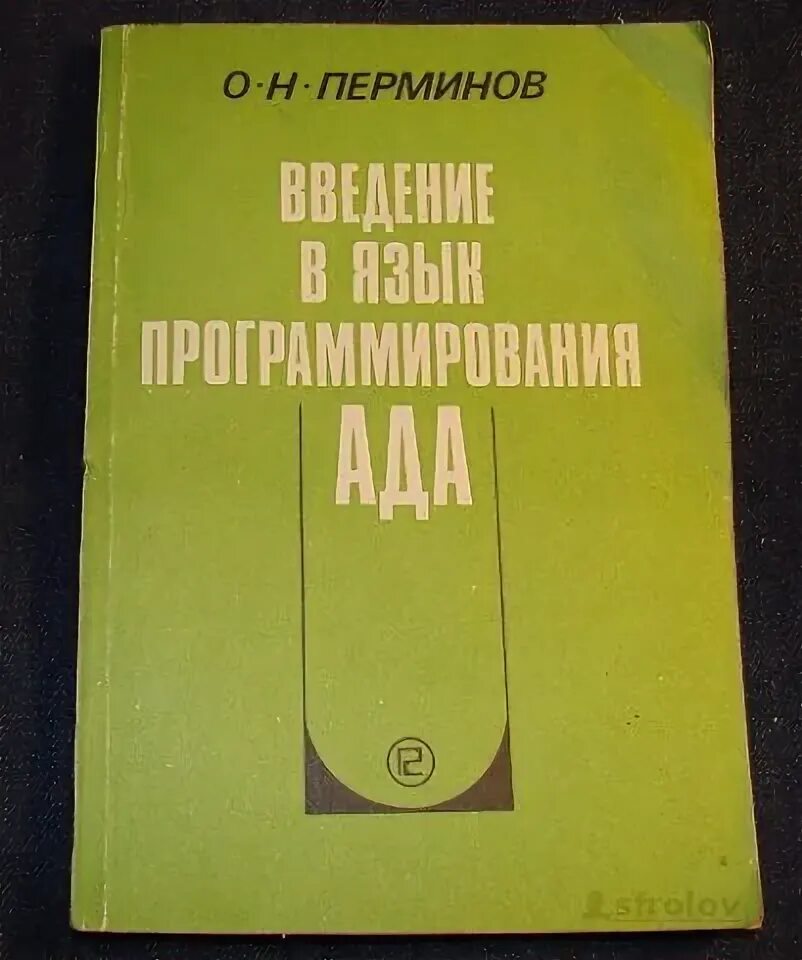 О·Н·ПЕРМИНОВ
ВВЕДЕНИЕ
В ЯЗЫК
ПРОГРАММИРОВАНИЯ
АДА
sfrolov